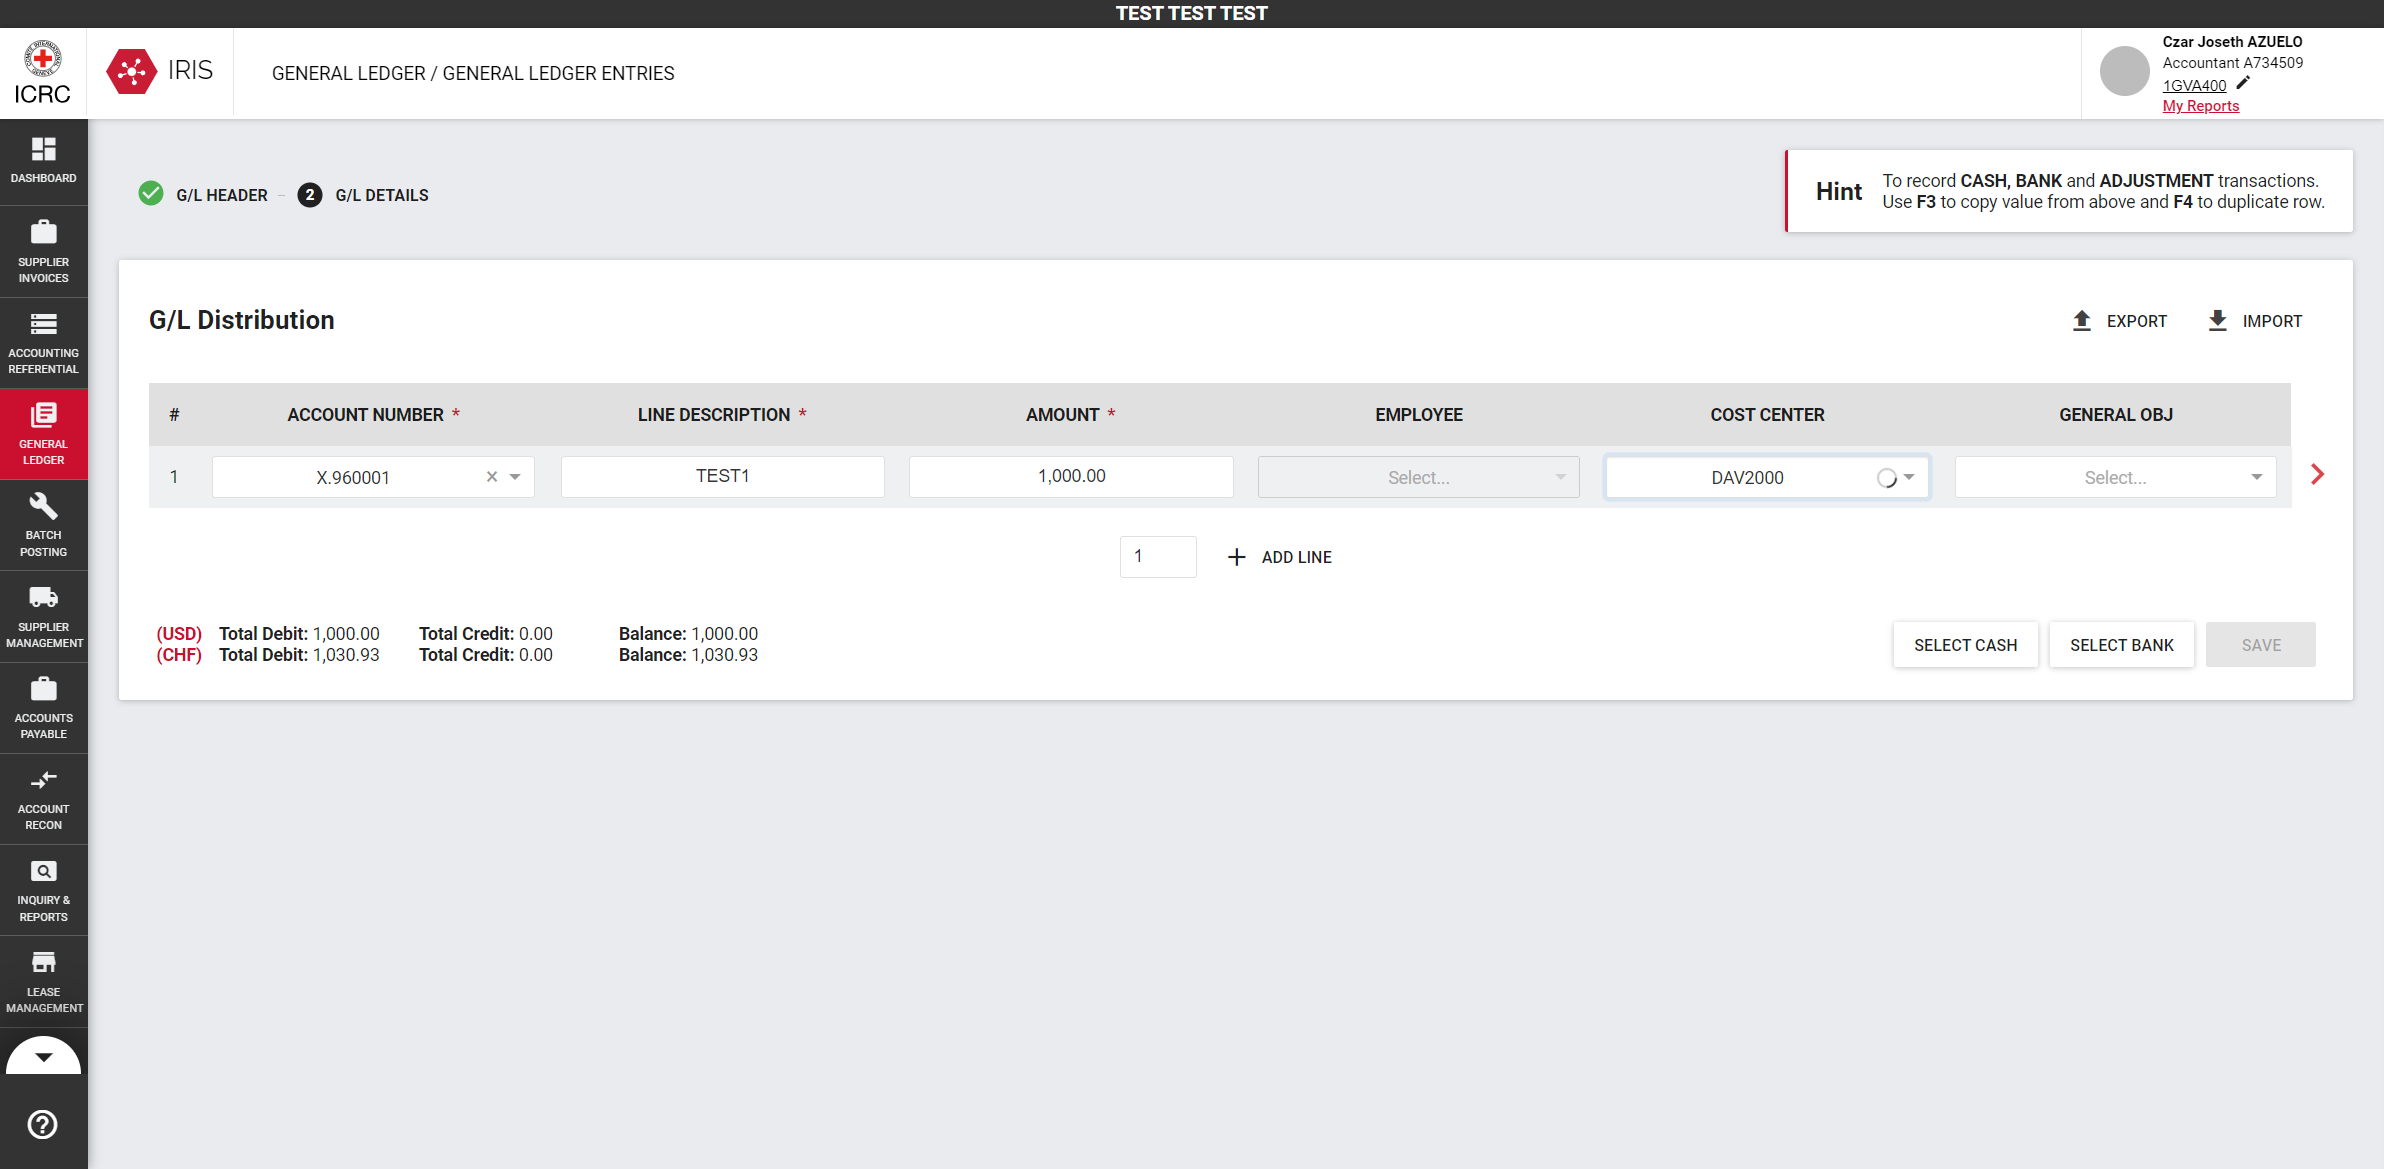 TEST TEST TEST
ICRC
IRIS
GENERAL LEDGER / GENERAL LEDGER ENTRIES
Czar Joseth AZUELO
Accountant A734509
1GVA400
My Reports
DASHBOARD
SUPPLIER
INVOICES
ACCOUNTING
REFERENTIAL
GENERAL
LEDGER
BATCH
POSTING
SUPPLIER
MANAGEMENT
ACCOUNTS
PAYABLE
ACCOUNT
RECON
INQUIRY &
REPORTS
LEASE
MANAGEMENT
G/L HEADER
2 G/L DETAILS
Hint
To record CASH, BANK and ADJUSTMENT transactions.
Use F3 to copy value from above and F4 to duplicate row.
G/L Distribution
EXPORT
IMPORT
# ACCOUNT NUMBER * LINE DESCRIPTION * AMOUNT * EMPLOYEE COST CENTER GENERAL OBJ
1 X.960001 TEST1 1,000.00 Select... DAV2000 Select...
1 ADD LINE
(USD) Total Debit: 1,000.00 Total Credit: 0.00 Balance: 1,000.00
(CHF) Total Debit: 1,030.93 Total Credit: 0.00 Balance: 1,030.93
SELECT CASH
SELECT BANK
SAVE